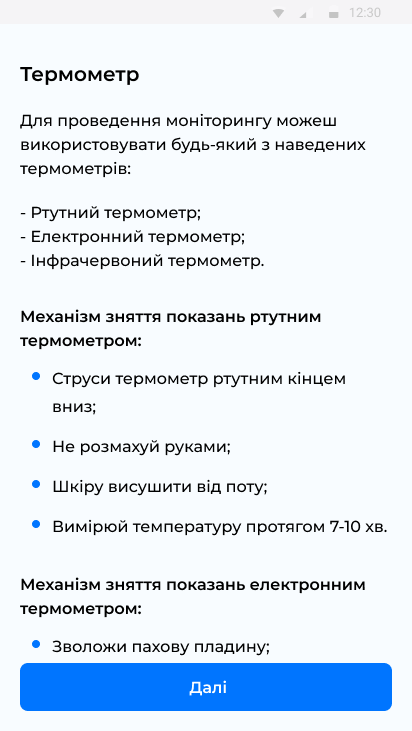 12:30
Термометр
Для проведення моніторингу можеш
використовувати будь-який з наведених
термометрів:
- Ртутний термометр;
- Електронний термометр;
- Інфрачервоний термометр.
Механізм зняття показань ртутним
термометром:
Струси термометр ртутним кінцем
вниз;
Не розмахуй руками;
Шкіру висушити від поту;
Вимірюй температуру протягом 7-10 хв.
Механізм зняття показань електронним
термометром:
Зволожи пахову пладину;
Далі